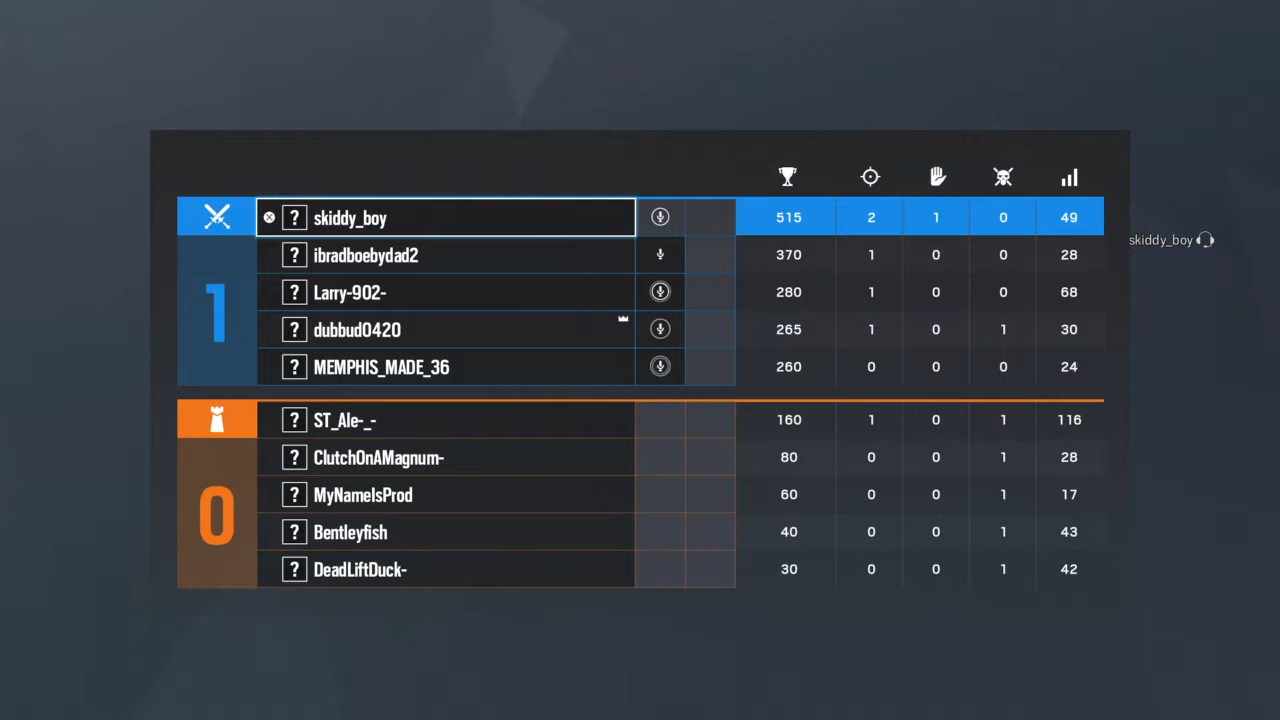 ? skiddy_boy 515 2 1 0 49
skiddy_boy
? ibradboebydad2 370 1 0 0 28
1
? Larry-902- 280 1 0 0 68
? dubbud0420 265 1 0 1 30
? MEMPHIS_MADE_36 260 0 0 0 24
? ST_Ale-_- 160 1 0 1 116
? ClutchOnAMagnum- 80 0 0 1 28
0
? MyNameIsProd 60 0 0 1 17
? Bentleyfish 40 0 0 1 43
? DeadLiftDuck- 30 0 0 1 42